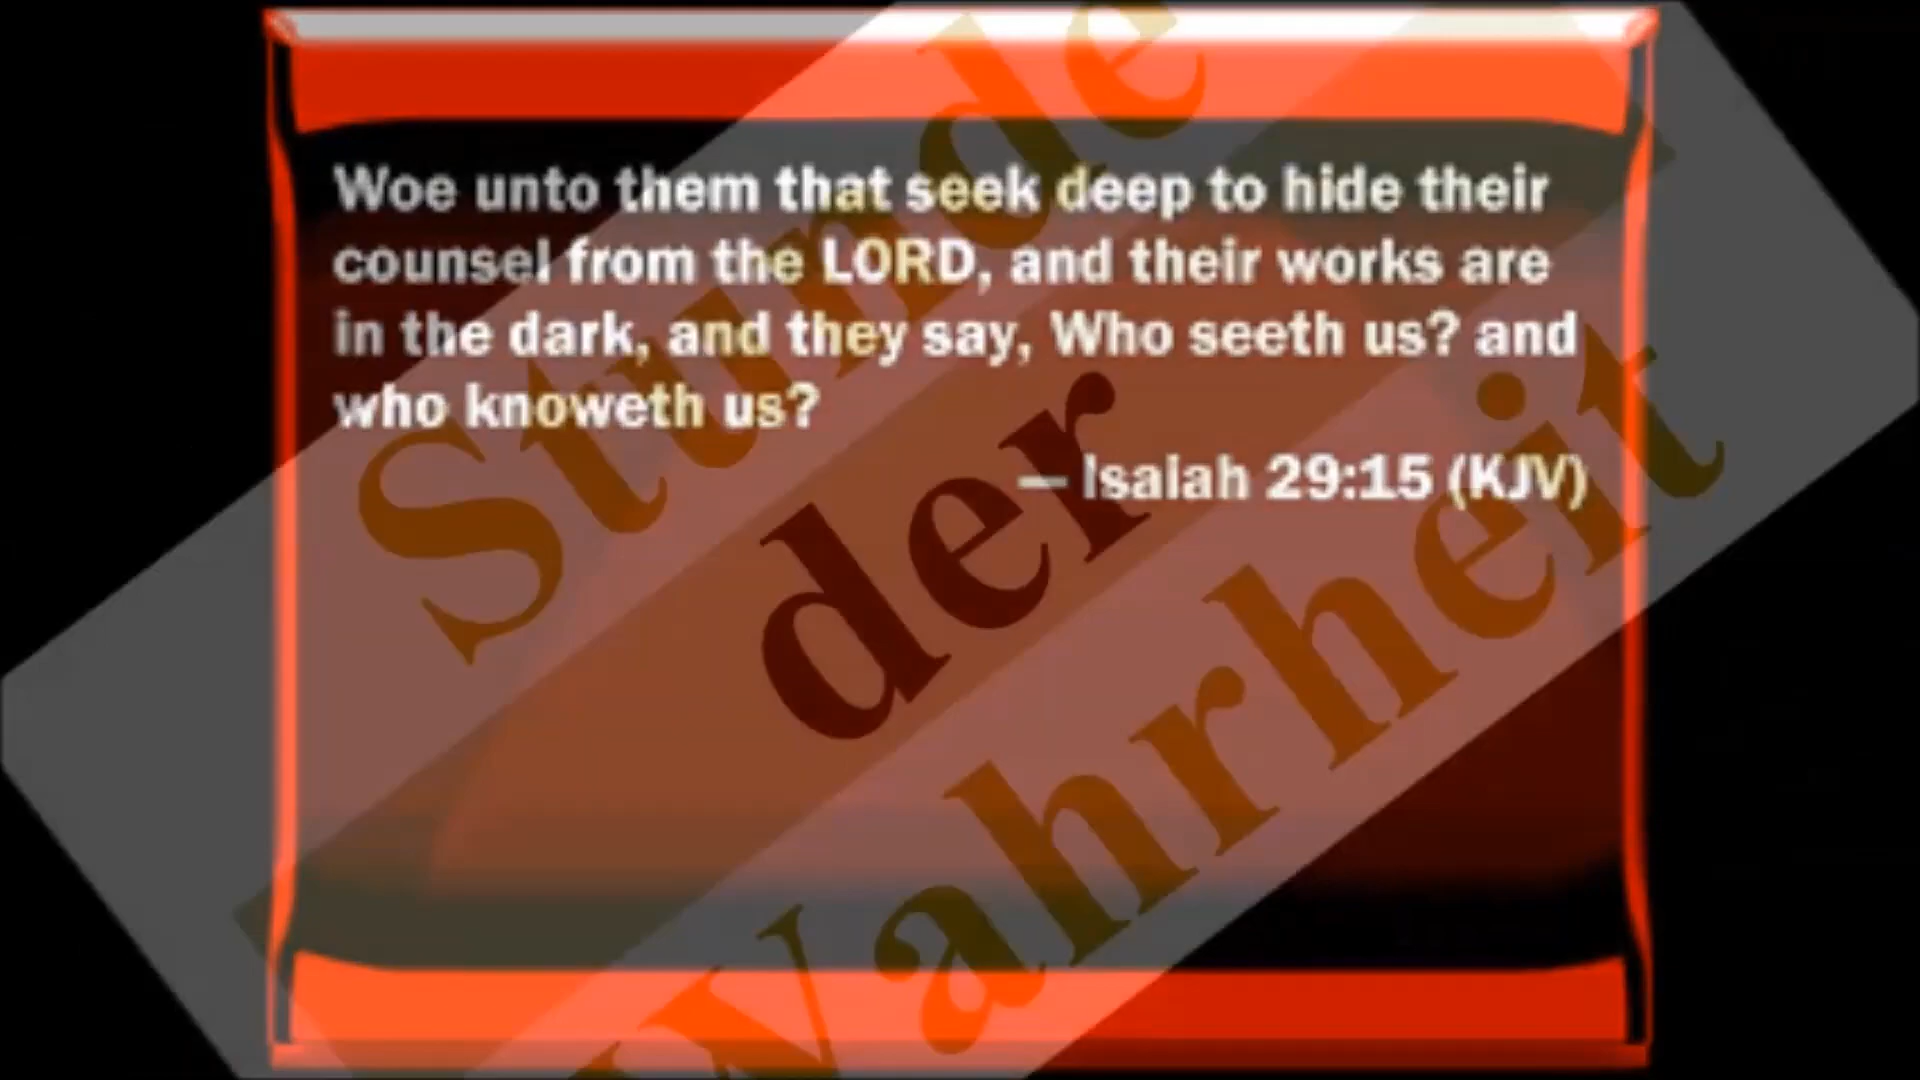 Woe unto them that seek deep to hide their
counsel from the LORD, and their works are
in the dark, and they say, Who seeth us? and
who knoweth us?
— Isaiah 29:15 (KJV)
Stunde
der
Wahrheit